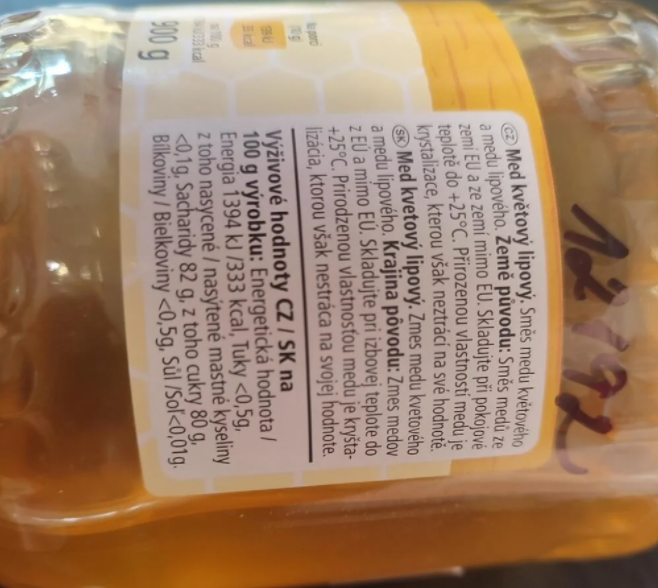 CZ Med květový lipový. Směs medu květového
a medu lipového. Země původu: Směs medů ze
zemí EU a ze zemí mimo EU. Skladujte při pokojové
teplotě do +25°C. Přirozenou vlastností medu je
krystalizace, kterou však neztrácí na své hodnotě.
SK Med kvetový lipový. Zmes medu kvetového
a medu lipového. Krajina pôvodu: Zmes medov
z EÚ a mimo EÚ. Skladujte pri izbovej teplote do
+25°C. Prirodzenou vlastnosťou medu je kryšta-
lizácia, ktorou však nestráca na svojej hodnote.
Výživové hodnoty CZ / SK na
100 g výrobku: Energetická hodnota /
Energia 1394 kJ /333 kcal, Tuky <0,5g,
z toho nasycené / nasýtené mastné kyseliny
<0,1g, Sacharidy 82 g, z toho cukry 80 g,
Bílkoviny / Bielkoviny <0,5g, Sůl /Soľ<0,01g.
900 g